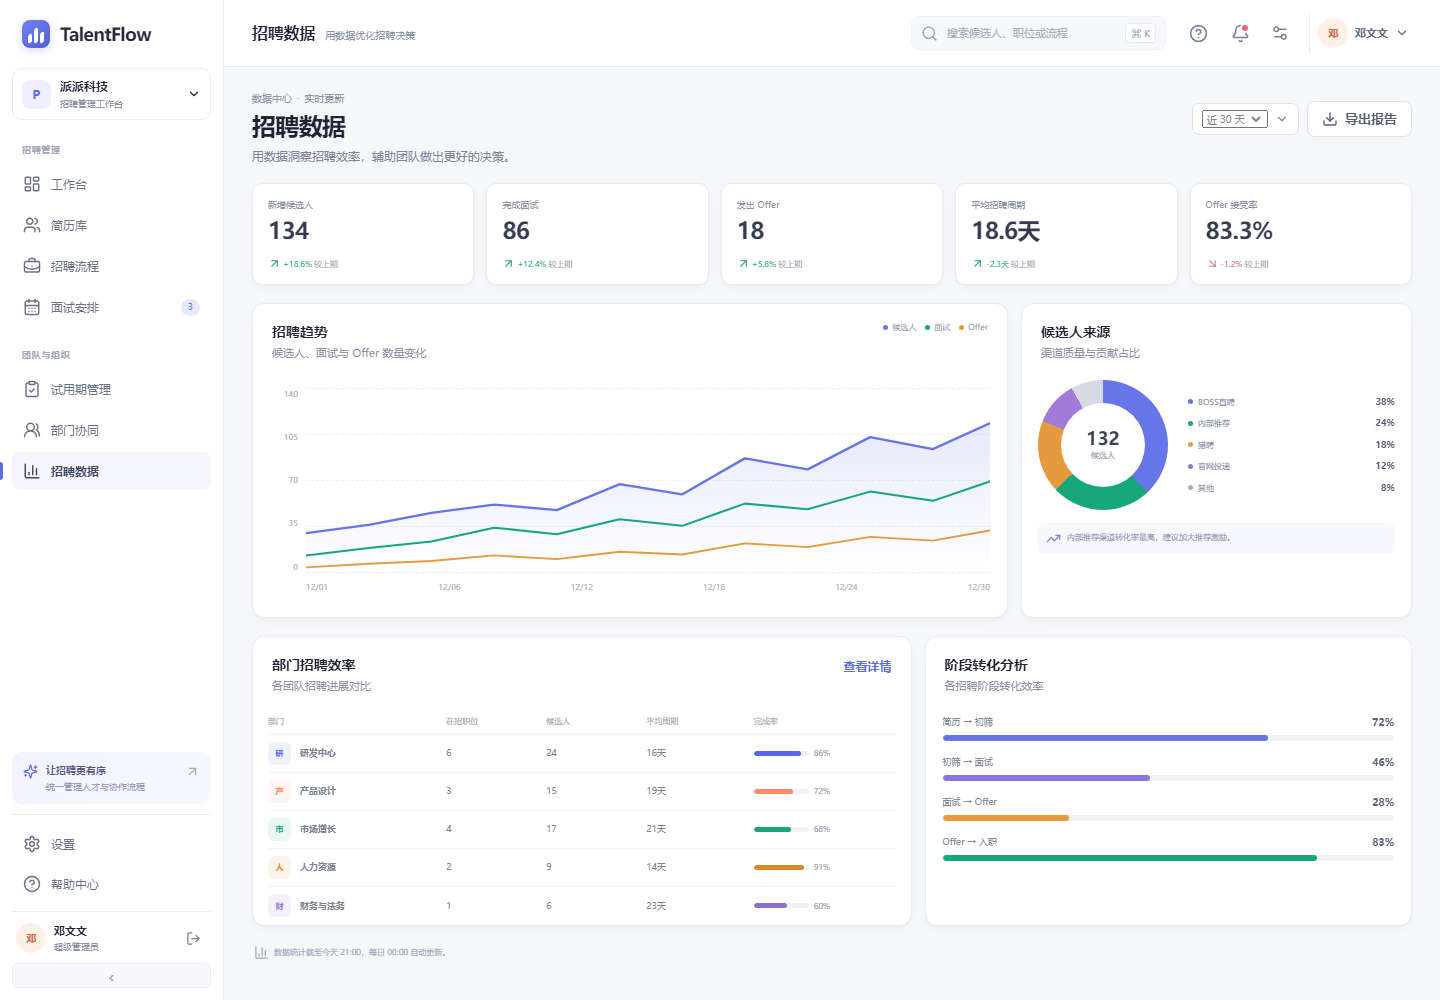 TalentFlow
派派科技
P
招聘管理工作台
招聘管理
工作台
简历库
招聘流程
面试安排
3
团队与组织
试用期管理
部门协同
招聘数据
让招聘更有序
统一管理人才与协作流程
设置
帮助中心
邓
邓文文
超级管理员
招聘数据
用数据优化招聘决策
搜索候选人、职位或流程
⌘ K
邓
邓文文
数据中心 · 实时更新
招聘数据
用数据洞察招聘效率，辅助团队做出更好的决策。
近 30 天
导出报告
新增候选人
134
+18.6% 较上期
完成面试
86
+12.4% 较上期
发出 Offer
18
+5.8% 较上期
平均招聘周期
18.6天
-2.3天 较上期
Offer 接受率
83.3%
-1.2% 较上期
招聘趋势
候选人、面试与 Offer 数量变化
候选人 面试 Offer
140
105
70
35
0
12/01 12/06 12/12 12/18 12/24 12/30
候选人来源
渠道质量与贡献占比
132
候选人
BOSS直聘 38%
内部推荐 24%
猎聘 18%
官网投递 12%
其他 8%
内部推荐渠道转化率最高，建议加大推荐激励。
部门招聘效率
各团队招聘进展对比
查看详情
部门 在招职位 候选人 平均周期 完成率
研 研发中心 6 24 16天 86%
产 产品设计 3 15 19天 72%
市 市场增长 4 17 21天 68%
人 人力资源 2 9 14天 91%
财 财务与法务 1 6 23天 60%
阶段转化分析
各招聘阶段转化效率
简历 → 初筛 72%
初筛 → 面试 46%
面试 → Offer 28%
Offer → 入职 83%
数据统计截至今天 21:00，每日 00:00 自动更新。